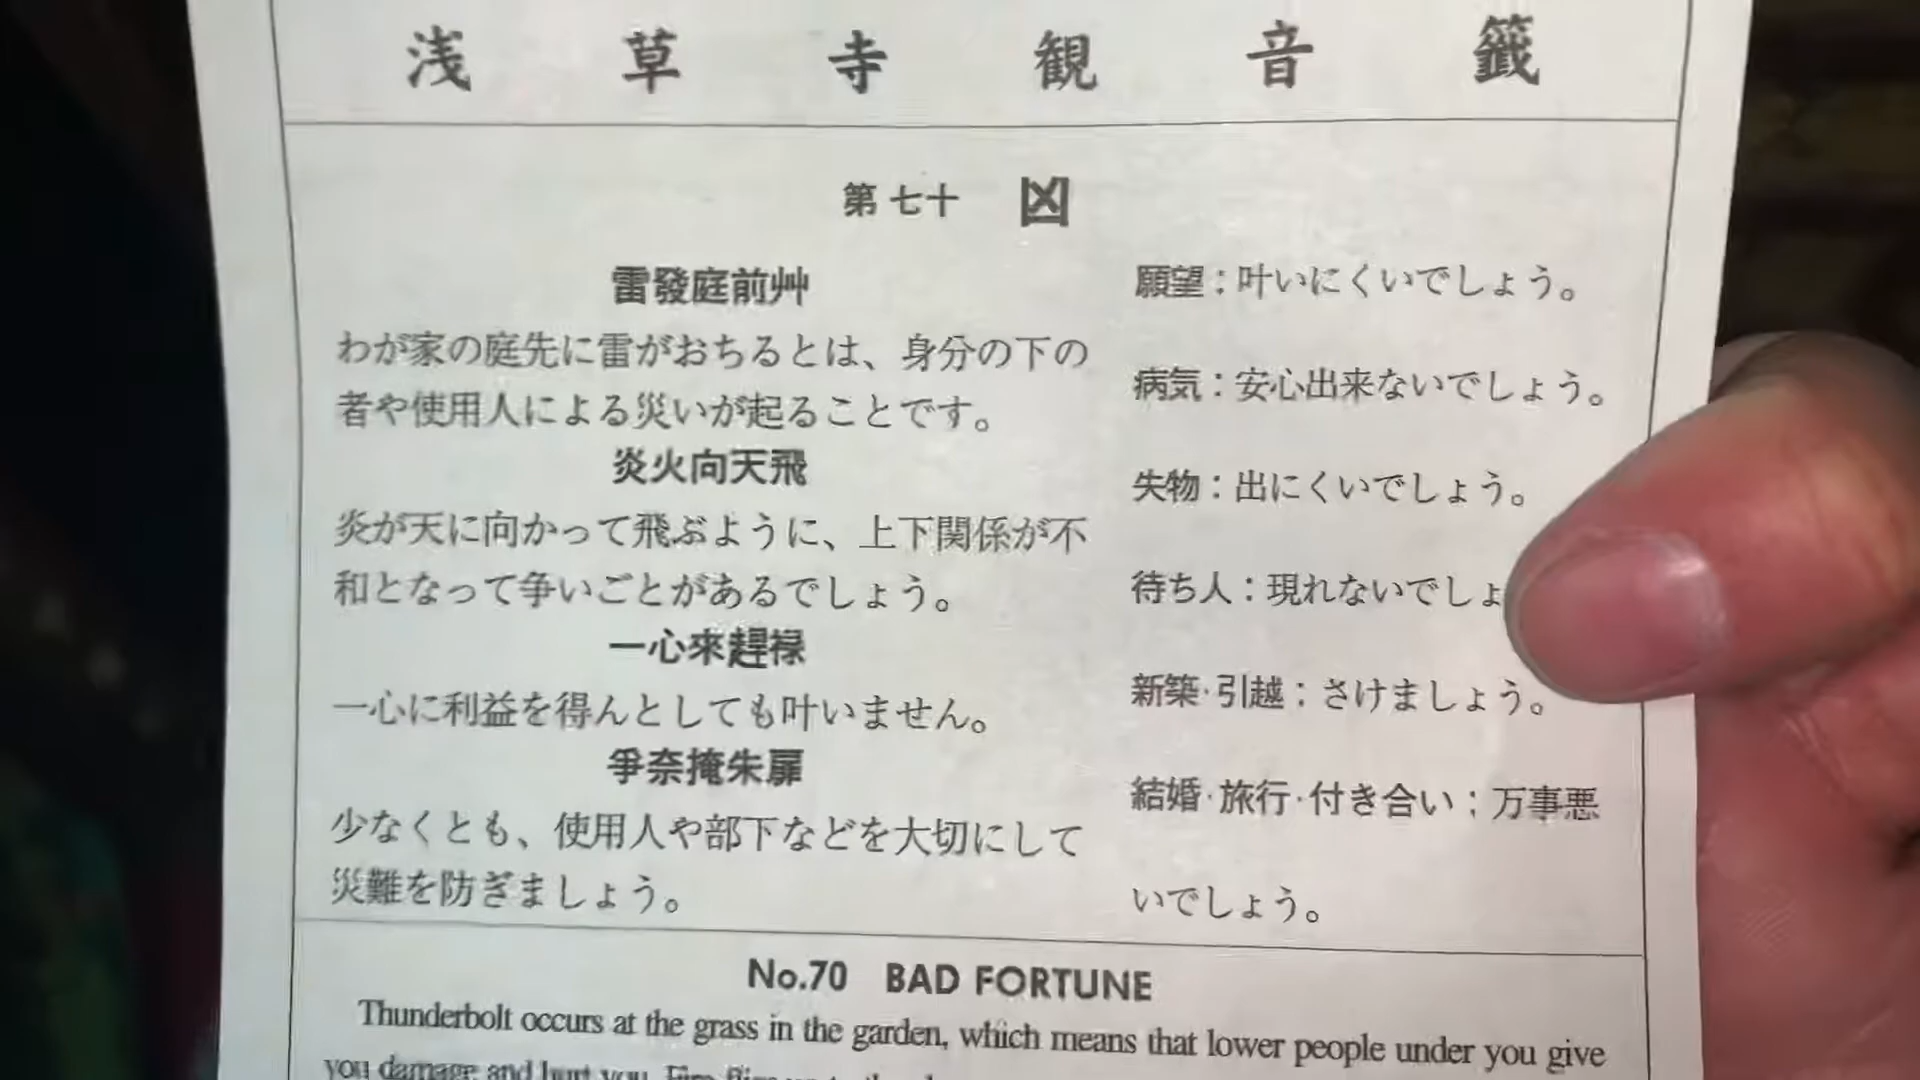 浅草寺観音籤
第七十 凶
雷發庭前艸
わが家の庭先に雷がおちるとは、身分の下の
者や使用人による災いが起ることです。
炎火向天飛
炎が天に向かって飛ぶように、上下関係が不
和となって争いごとがあるでしょう。
一心来趕禄
一心に利益を得んとしても叶いません。
爭奈掩朱扉
少なくとも、使用人や部下などを大切にして
災難を防ぎましょう。
願望：叶いにくいでしょう。
病気：安心出来ないでしょう。
失物：出にくいでしょう。
待ち人：現れないでしょ
新築·引越：さけましょう。
結婚·旅行·付き合い：万事悪
いでしょう。
No.70 BAD FORTUNE
Thunderbolt occurs at the grass in the garden, which means that lower people under you give
you damage and hurt you.